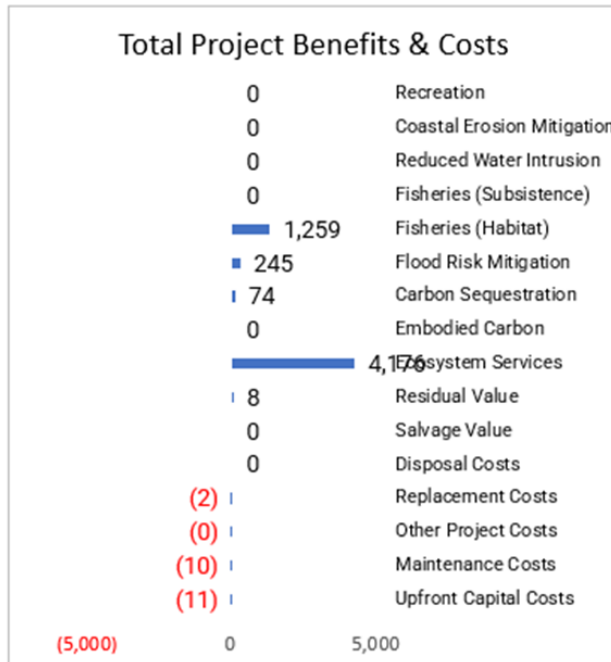 Total Project Benefits & Costs
0 Recreation
0 Coastal Erosion Mitigation
0 Reduced Water Intrusion
0 Fisheries (Subsistence)
1,259 Fisheries (Habitat)
245 Flood Risk Mitigation
74 Carbon Sequestration
0 Embodied Carbon
4,176 Ecosystem Services
8 Residual Value
0 Salvage Value
0 Disposal Costs
(2) Replacement Costs
(0) Other Project Costs
(10) Maintenance Costs
(11) Upfront Capital Costs
(5,000) 0 5,000